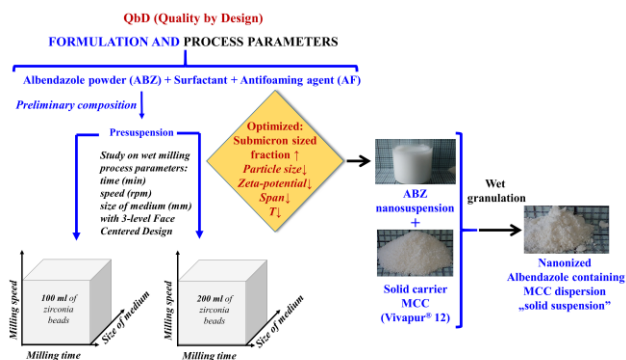 QbD (Quality by Design)
FORMULATION AND PROCESS PARAMETERS
Albendazole powder (ABZ) + Surfactant + Antifoaming agent (AF)
Preliminary composition
Presuspension
Study on wet milling
process parameters:
time (min)
speed (rpm)
size of medium (mm)
with 3-level Face
Centered Design
Milling speed
100 ml of
zirconia
beads
Size of medium
Milling time
Milling speed
200 ml of
zirconia
beads
Size of medium
Milling time
Optimized:
Submicron sized
fraction ↑
Particle size↓
Zeta-potential↓
Span↓
T↓
ABZ
nanosuspension
+
Solid carrier
MCC
(Vivapur® 12)
Wet
granulation
Nanonized
Albendazole containing
MCC dispersion
„solid suspension”